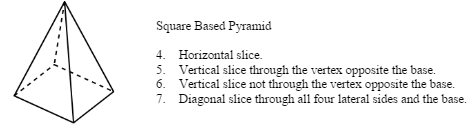 Square Based Pyramid
4. Horizontal slice.
5. Vertical slice through the vertex opposite the base.
6. Vertical slice not through the vertex opposite the base.
7. Diagonal slice through all four lateral sides and the base.